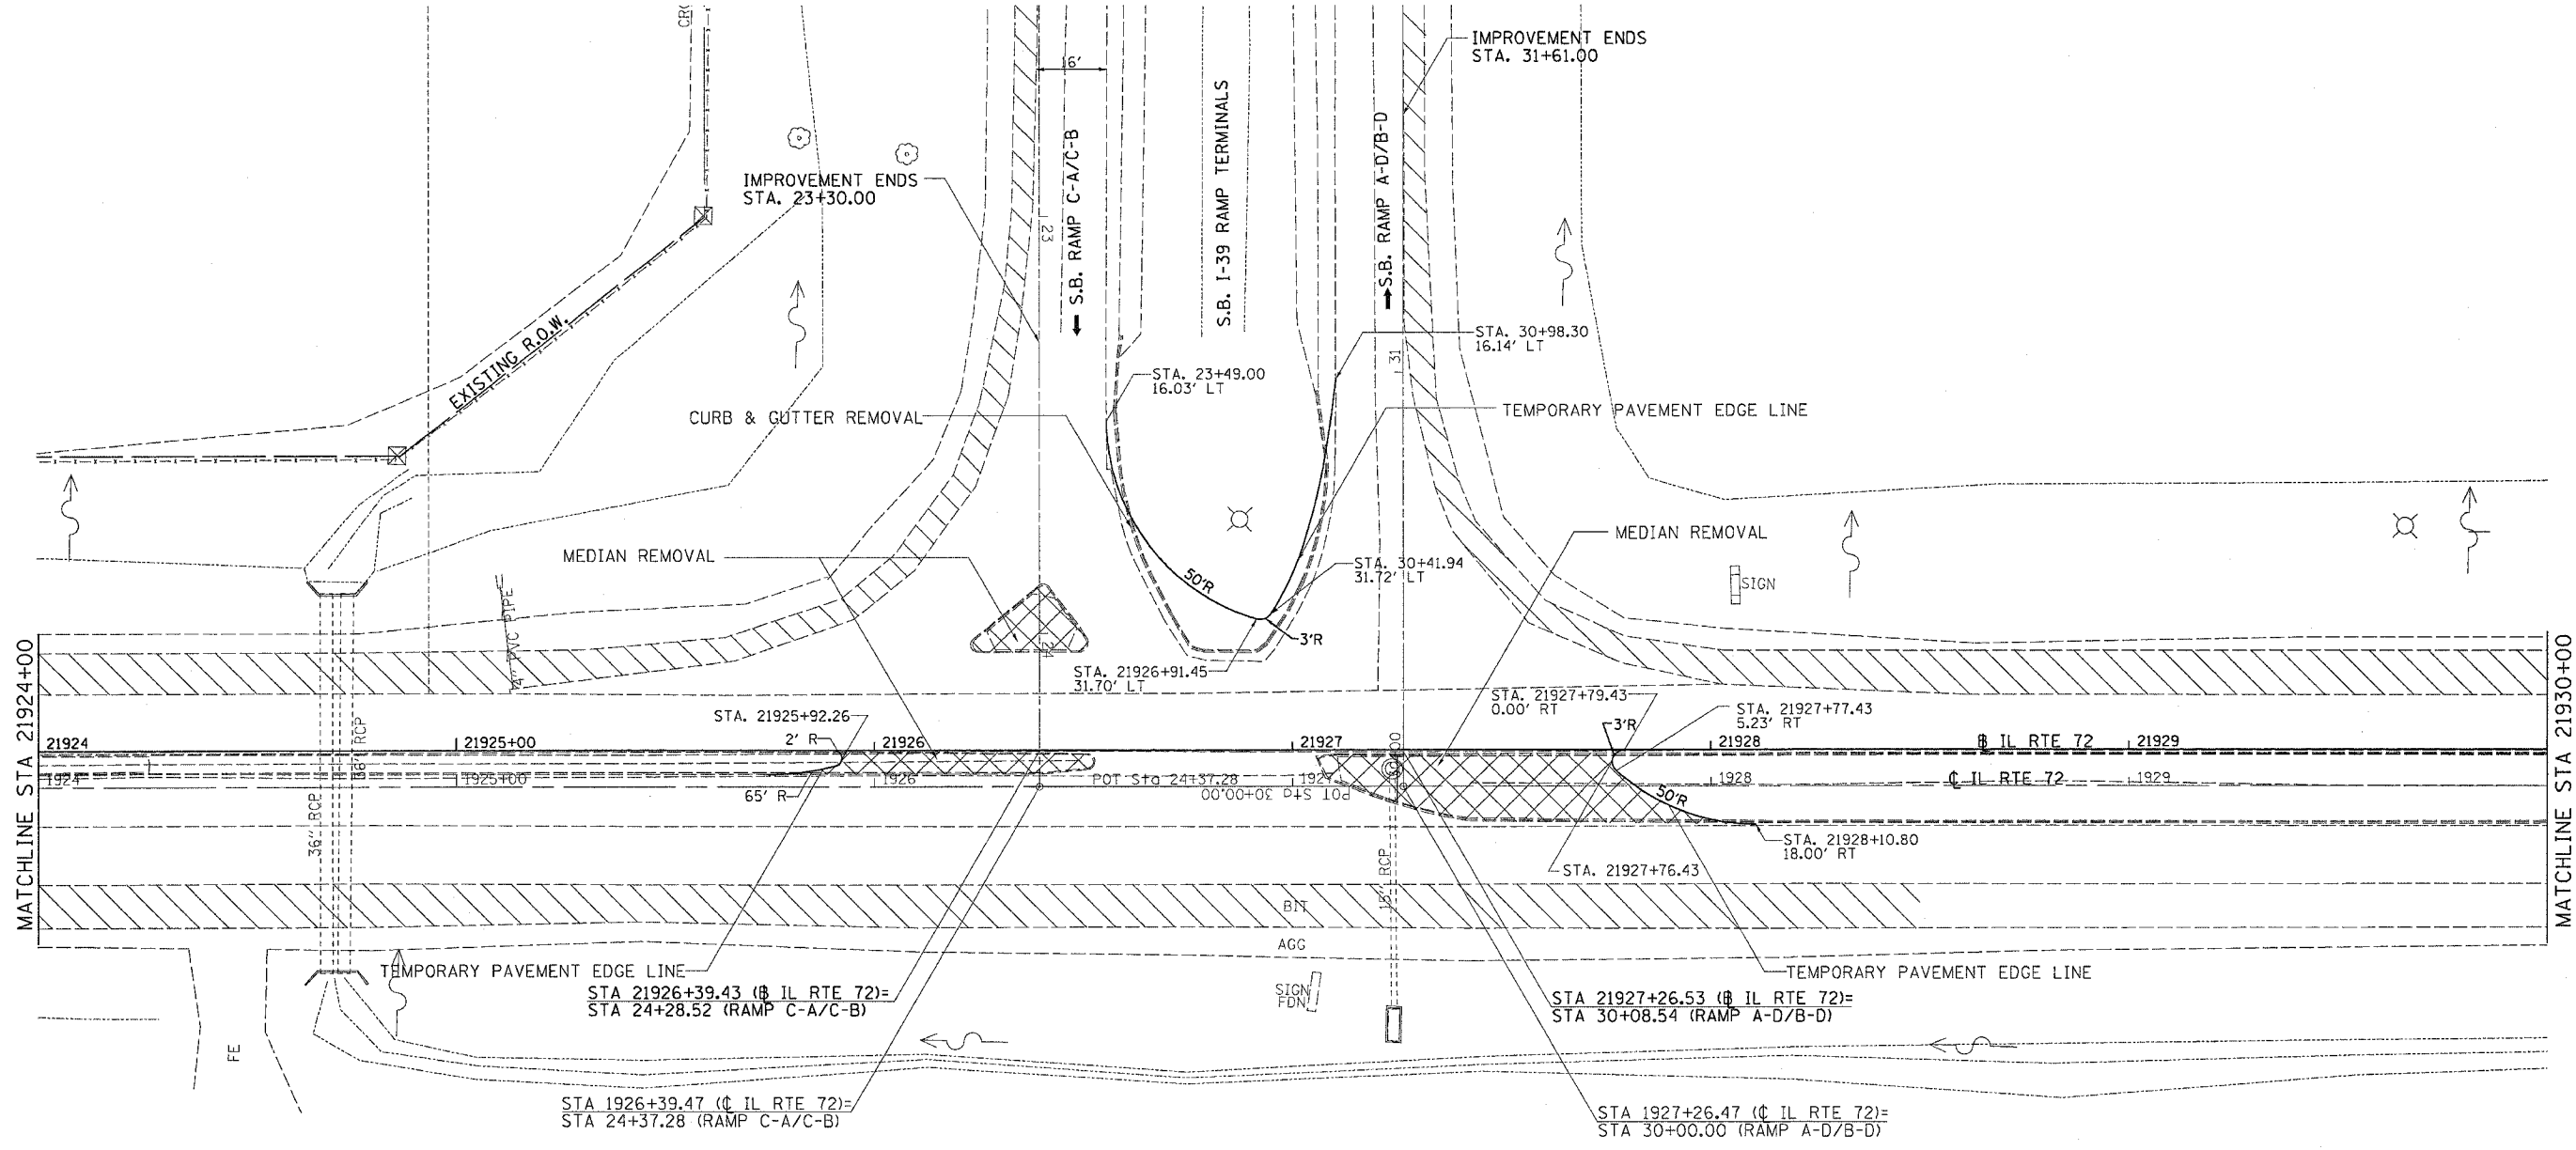 CRO
IMPROVEMENT ENDS
STA. 31+61.00
16'
IMPROVEMENT ENDS
STA. 23+30.00
23
S.B. RAMP C-A/C-B
S.B. I-39 RAMP TERMINALS
S.B. RAMP A-D/B-D
EXISTING R.O.W.
STA. 30+98.30
16.14' LT
31
STA. 23+49.00
16.03' LT
CURB & GUTTER REMOVAL
TEMPORARY PAVEMENT EDGE LINE
MEDIAN REMOVAL
MEDIAN REMOVAL
STA. 30+41.94
31.72' LT
50'R
SIGN
4" PVC PIPE
3'R
STA. 21926+91.45
31.70' LT
MATCHLINE STA 21924+00
MATCHLINE STA 21930+00
STA. 21927+79.43
0.00' RT
STA. 21927+77.43
5.23' RT
STA. 21925+92.26
3'R
2' R
21924
21925+00
21926
21927
21928
℄ IL RTE 72
21929
1924
1925+00
1926
POT Sta 24+37.28
1927
1928
℄ IL RTE 72
1929
65' R
POT Sta 30+00.00
50'R
36" RCP
STA. 21928+10.80
18.00' RT
STA. 21927+76.43
15" RCP
BIT
AGG
TEMPORARY PAVEMENT EDGE LINE
TEMPORARY PAVEMENT EDGE LINE
SIGN
FDN
STA 21926+39.43 (B IL RTE 72)=
STA 24+28.52 (RAMP C-A/C-B)
STA 21927+26.53 (B IL RTE 72)=
STA 30+08.54 (RAMP A-D/B-D)
FE
STA 1926+39.47 (℄ IL RTE 72)=
STA 24+37.28 (RAMP C-A/C-B)
STA 1927+26.47 (℄ IL RTE 72)=
STA 30+00.00 (RAMP A-D/B-D)